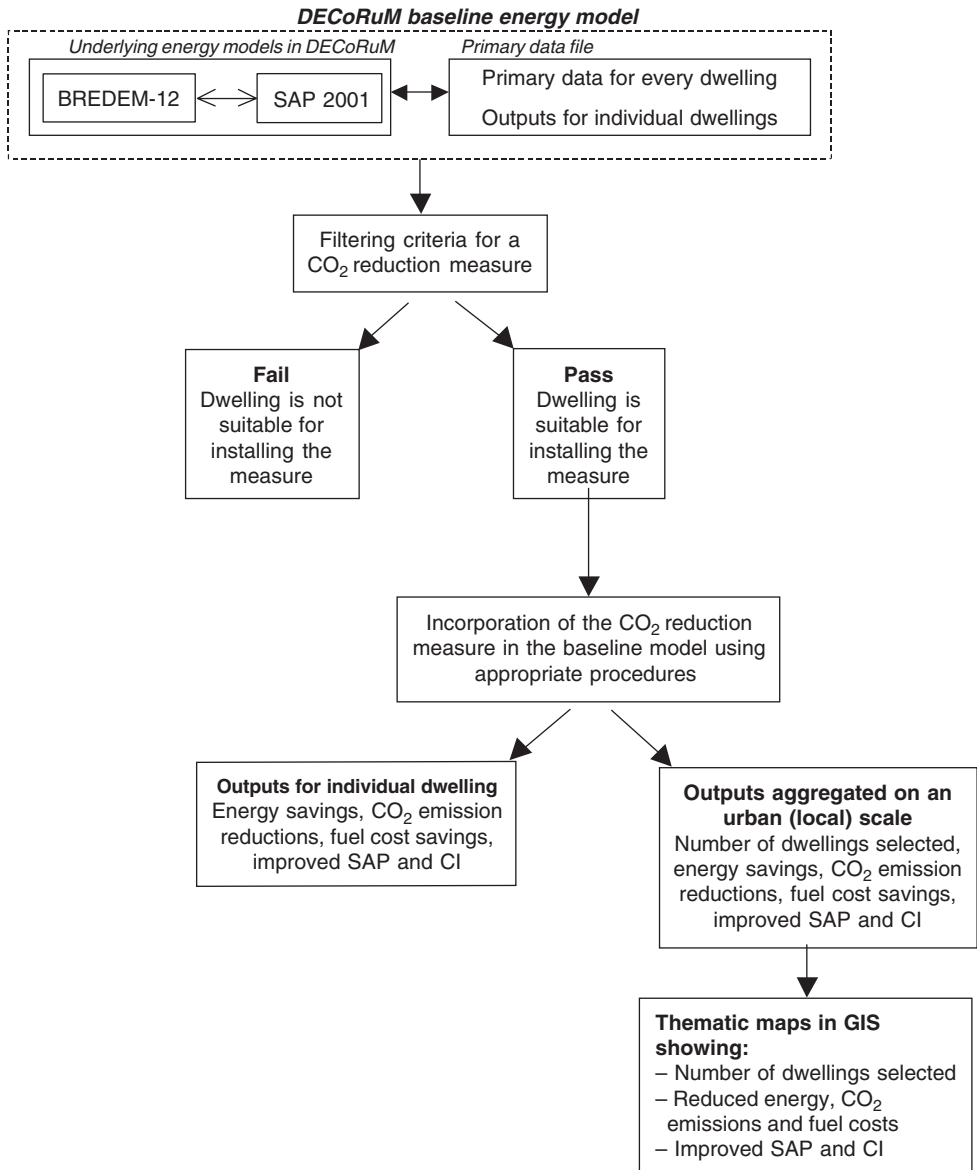 DECoRuM baseline energy model
Underlying energy models in DECoRuM
Primary data file
BREDEM-12
SAP 2001
Primary data for every dwelling
Outputs for individual dwellings
Filtering criteria for a
CO₂ reduction measure
Fail
Dwelling is not
suitable for
installing the
measure
Pass
Dwelling is
suitable for
installing the
measure
Incorporation of the CO₂ reduction
measure in the baseline model using
appropriate procedures
Outputs for individual dwelling
Energy savings, CO₂ emission
reductions, fuel cost savings,
improved SAP and CI
Outputs aggregated on an
urban (local) scale
Number of dwellings selected,
energy savings, CO₂ emission
reductions, fuel cost savings,
improved SAP and CI
Thematic maps in GIS
showing:
– Number of dwellings selected
– Reduced energy, CO₂
emissions and fuel costs
– Improved SAP and CI